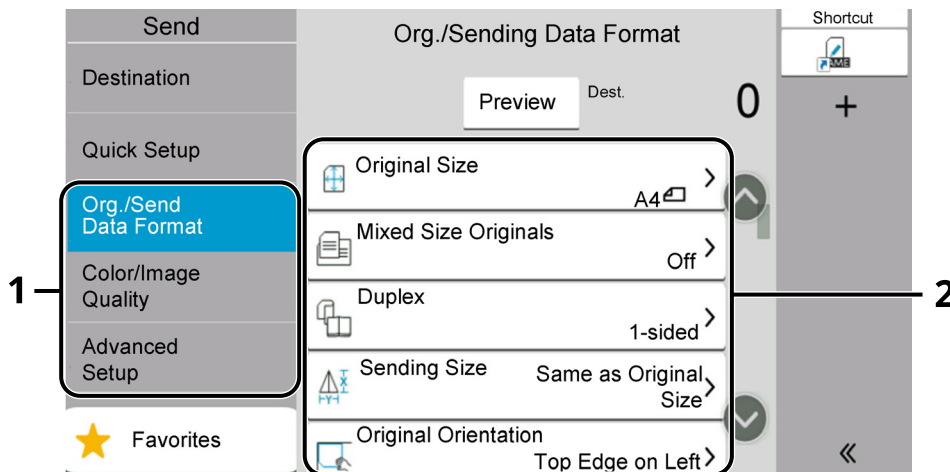 Send
Destination
Quick Setup
Org./Send
Data Format
Color/Image
Quality
Advanced
Setup
Favorites
1
Org./Sending Data Format
Preview
Dest.
0
Original Size
A4
Mixed Size Originals
Off
Duplex
1-sided
Sending Size
Same as Original
Size
Original Orientation
Top Edge on Left
2
Shortcut
+